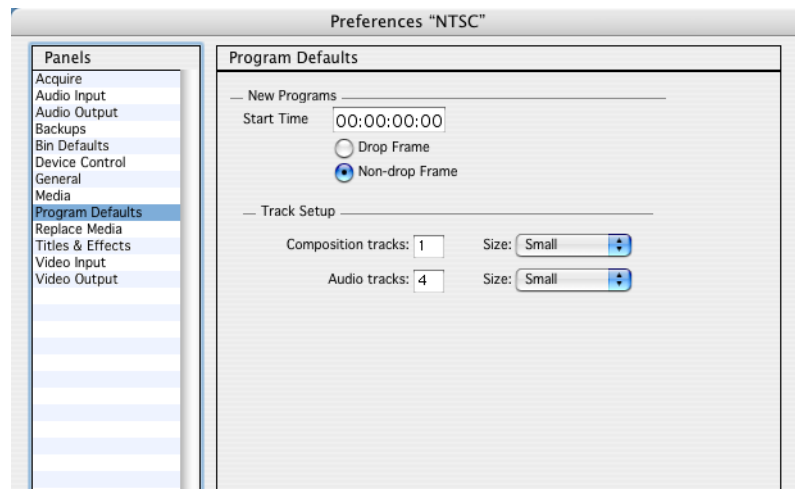 Preferences “NTSC”
Panels
Acquire
Audio Input
Audio Output
Backups
Bin Defaults
Device Control
General
Media
Program Defaults
Replace Media
Titles & Effects
Video Input
Video Output
Program Defaults
New Programs
Start Time 00:00:00:00
Drop Frame
Non-drop Frame
Track Setup
Composition tracks: 1 Size: Small
Audio tracks: 4 Size: Small